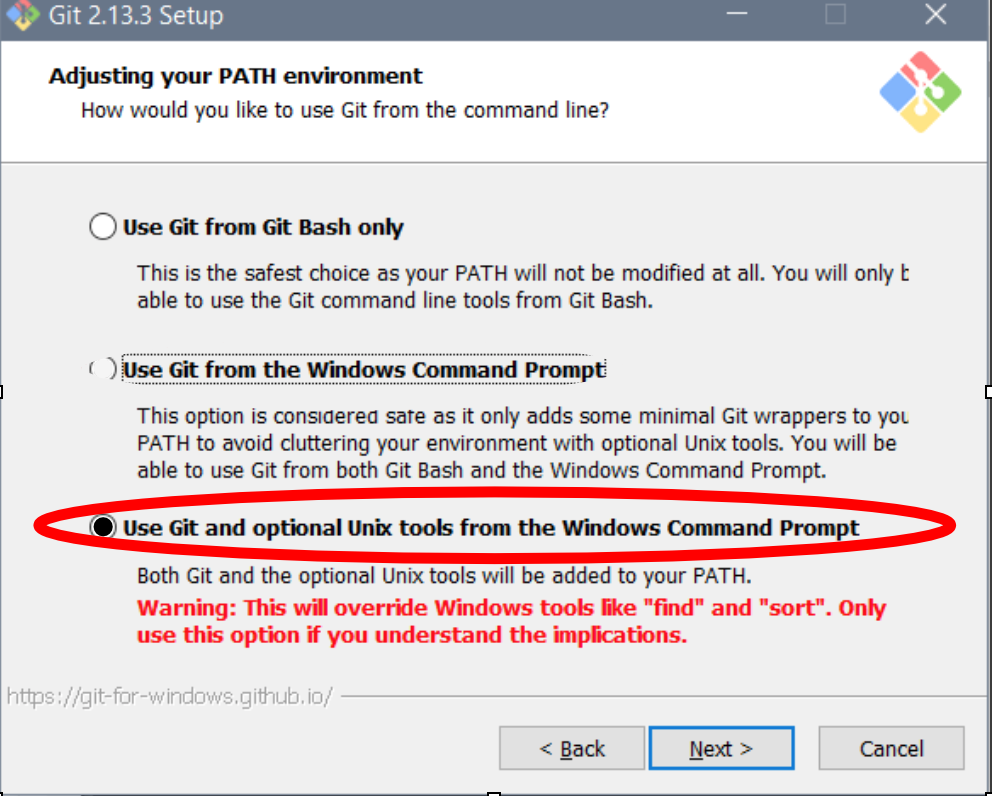 Git 2.13.3 Setup
Adjusting your PATH environment
How would you like to use Git from the command line?
Use Git from Git Bash only
This is the safest choice as your PATH will not be modified at all. You will only
able to use the Git command line tools from Git Bash.
Use Git from the Windows Command Prompt
This option is considered safe as it only adds some minimal Git wrappers to
PATH to avoid cluttering your environment with optional Unix tools. You will be
able to use Git from both Git Bash and the Windows Command Prompt.
Use Git and optional Unix tools from the Windows Command Prompt
Both Git and the optional Unix tools will be added to your PATH.
Warning: This will override Windows tools like "find" and "sort". Only
use this option if you understand the implications.
https://git-for-windows.github.io/
< Back
Next >
Cancel